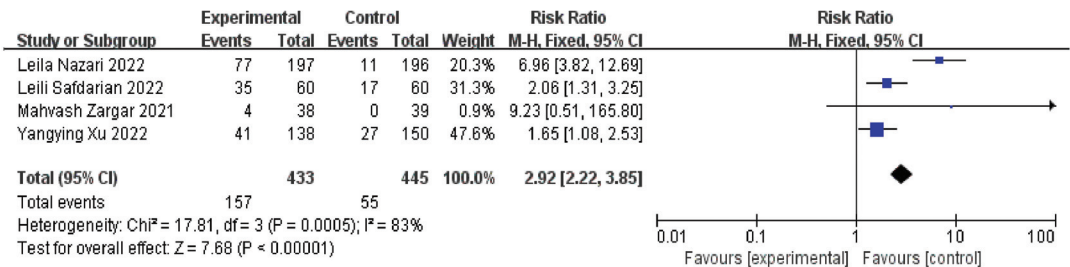 Experimental Control Risk Ratio Risk Ratio
Study or Subgroup Events Total Events Total Weight M-H, Fixed, 95% CI M-H, Fixed, 95% CI
Leila Nazari 2022 77 197 11 196 20.3% 6.96 [3.82, 12.69]
Leili Safdarian 2022 35 60 17 60 31.3% 2.06 [1.31, 3.25]
Mahvash Zargar 2021 4 38 0 39 0.9% 9.23 [0.51, 165.80]
Yangying Xu 2022 41 138 27 150 47.6% 1.65 [1.08, 2.53]
Total (95% CI) 433 445 100.0% 2.92 [2.22, 3.85]
Total events 157 55
Heterogeneity: Chi² = 17.81, df = 3 (P = 0.0005); I² = 83%
Test for overall effect: Z = 7.68 (P < 0.00001)
0.01 0.1 1 10 100
Favours [experimental] Favours [control]